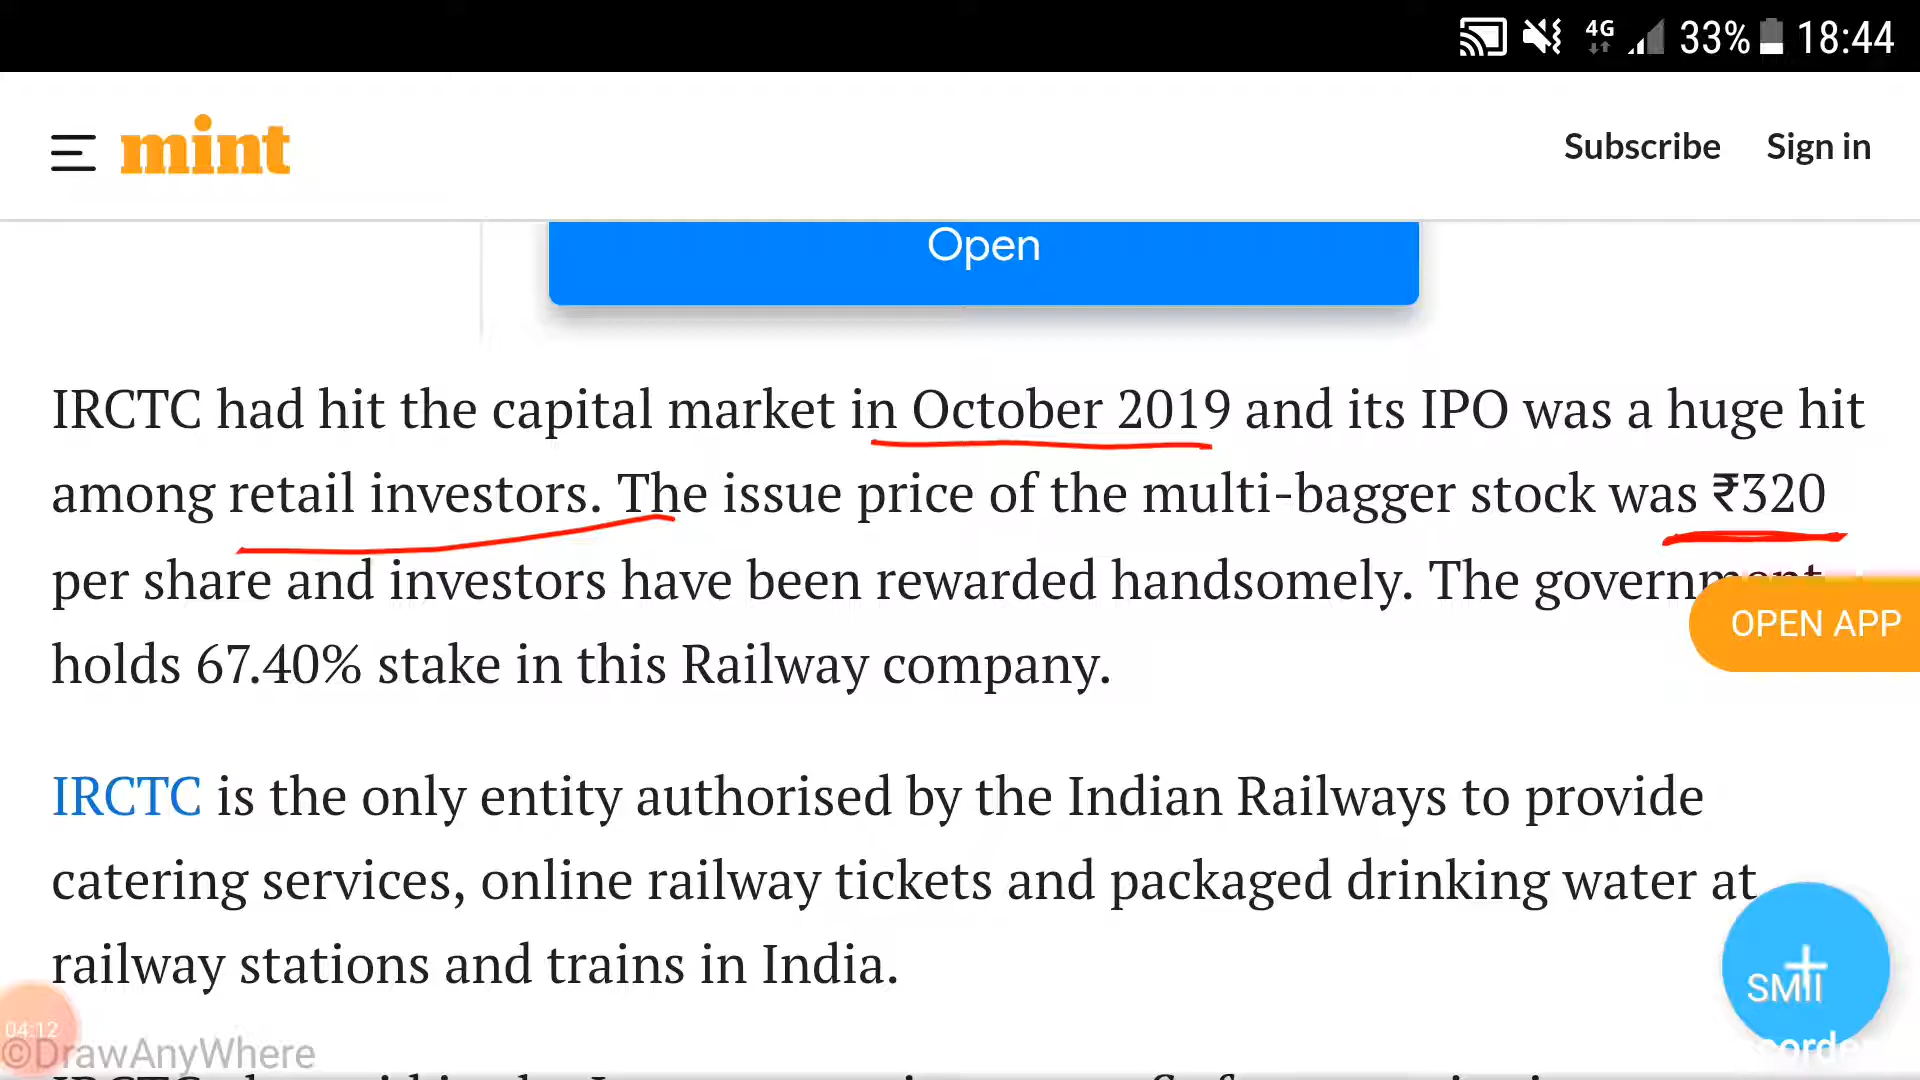 4G 33% 18:44
mint Subscribe Sign in
Open
IRCTC had hit the capital market in October 2019 and its IPO was a huge hit
among retail investors. The issue price of the multi-bagger stock was ₹320
per share and investors have been rewarded handsomely. The government
OPEN APP
holds 67.40% stake in this Railway company.
IRCTC is the only entity authorised by the Indian Railways to provide
catering services, online railway tickets and packaged drinking water at
railway stations and trains in India.
04:12
©DrawAnyWhere